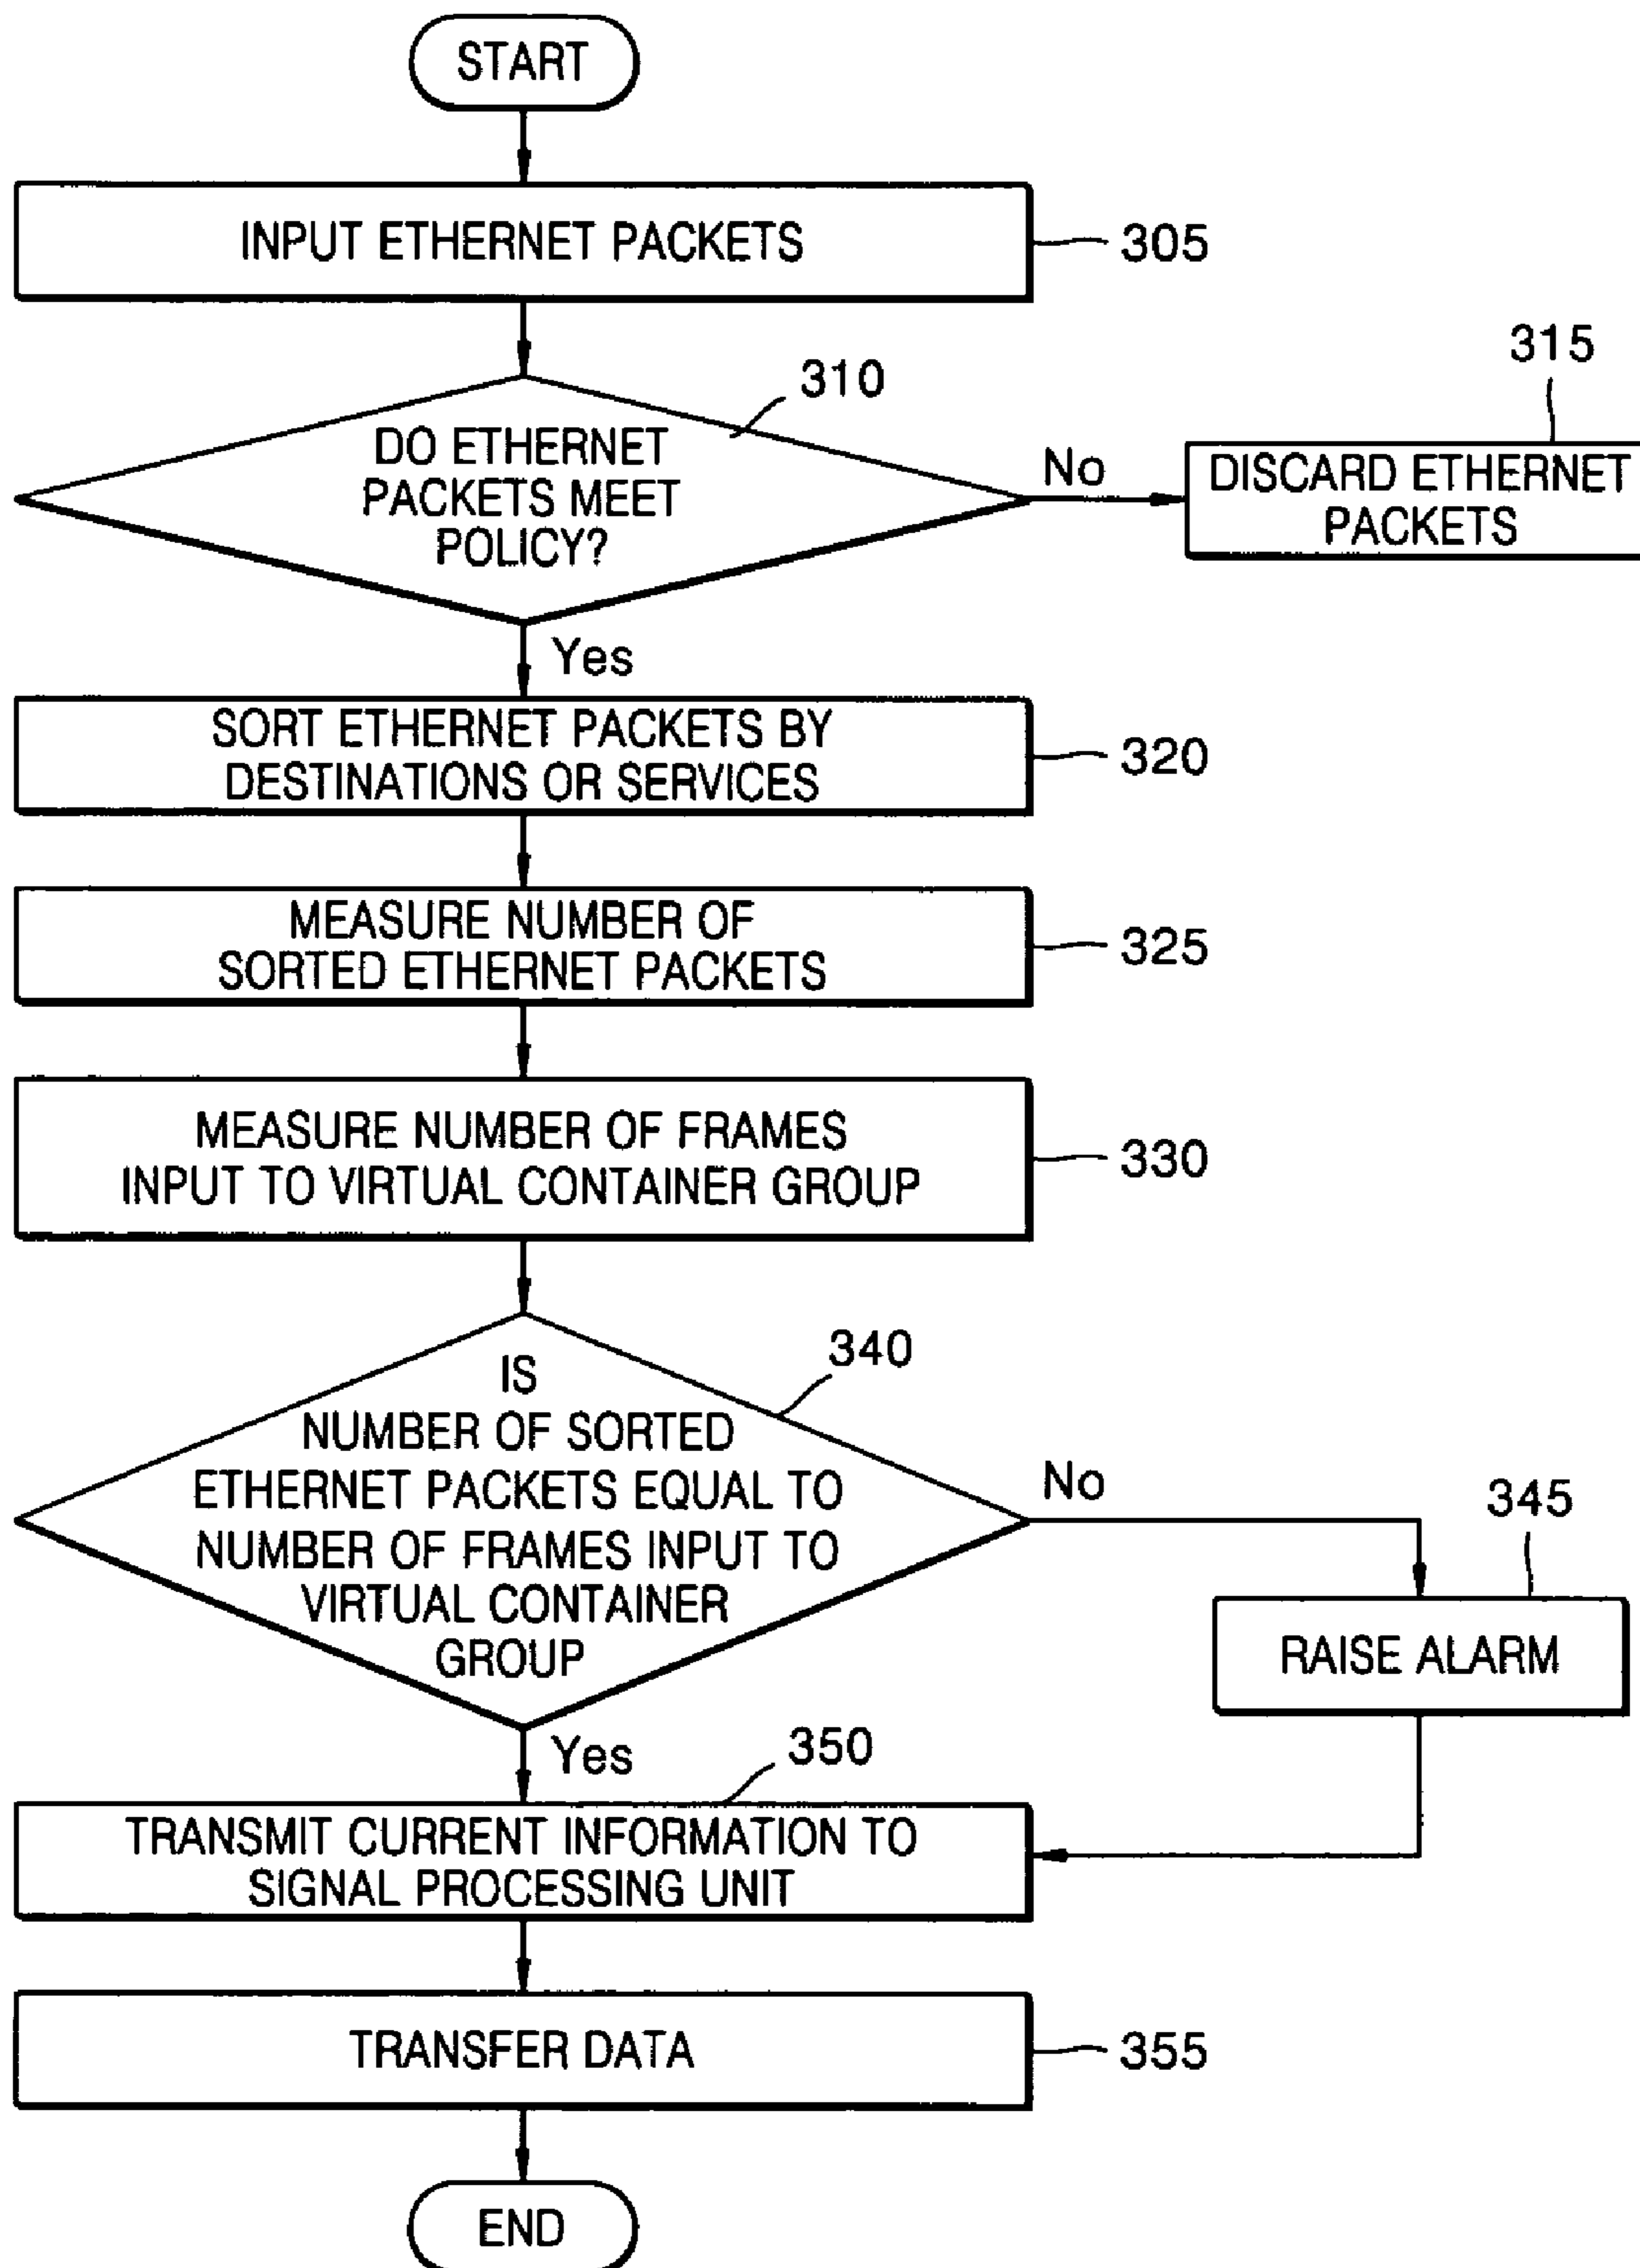 START
INPUT ETHERNET PACKETS
305
310
315
DO ETHERNET
PACKETS MEET
POLICY?
No
DISCARD ETHERNET
PACKETS
Yes
SORT ETHERNET PACKETS BY
DESTINATIONS OR SERVICES
320
MEASURE NUMBER OF
SORTED ETHERNET PACKETS
325
MEASURE NUMBER OF FRAMES
INPUT TO VIRTUAL CONTAINER GROUP
330
340
IS
NUMBER OF SORTED
ETHERNET PACKETS EQUAL TO
NUMBER OF FRAMES INPUT TO
VIRTUAL CONTAINER
GROUP
No
345
RAISE ALARM
Yes
350
TRANSMIT CURRENT INFORMATION TO
SIGNAL PROCESSING UNIT
TRANSFER DATA
355
END